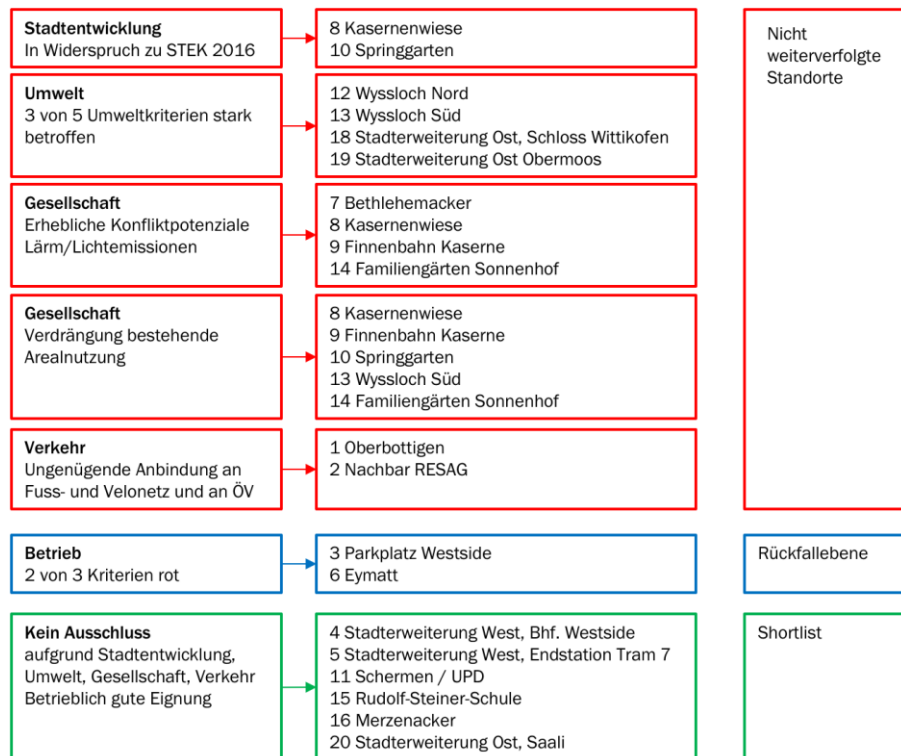 Stadtentwicklung
In Widerspruch zu STEK 2016
8 Kasernenwiese
10 Springgarten
Nicht
weiterverfolgte
Standorte
Umwelt
3 von 5 Umweltkriterien stark
betroffen
12 Wyssloch Nord
13 Wyssloch Süd
18 Stadterweiterung Ost, Schloss Wittikofen
19 Stadterweiterung Ost Obermoos
Gesellschaft
Erhebliche Konfliktpotenziale
Lärm/Lichtemissionen
7 Bethlehemacker
8 Kasernenwiese
9 Finnenbahn Kaserne
14 Familiengärten Sonnenhof
Gesellschaft
Verdrängung bestehende
Arealnutzung
8 Kasernenwiese
9 Finnenbahn Kaserne
10 Springgarten
13 Wyssloch Süd
14 Familiengärten Sonnenhof
Verkehr
Ungenügende Anbindung an
Fuss- und Velonetz und an ÖV
1 Oberbottigen
2 Nachbar RESAG
Betrieb
2 von 3 Kriterien rot
3 Parkplatz Westside
6 Eymatt
Rückfallebene
Kein Ausschluss
aufgrund Stadtentwicklung,
Umwelt, Gesellschaft, Verkehr
Betrieblich gute Eignung
4 Stadterweiterung West, Bhf. Westside
5 Stadterweiterung West, Endstation Tram 7
11 Schermen / UPD
15 Rudolf-Steiner-Schule
16 Merzenacker
20 Stadterweiterung Ost, Saali
Shortlist